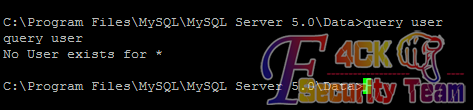 C:\Program Files\MySQL\MySQL Server 5.0\Data>query user
query user
No User exists for *
C:\Program Files\MySQL\MySQL Server 5.0\Data>
F4CK
Security Team